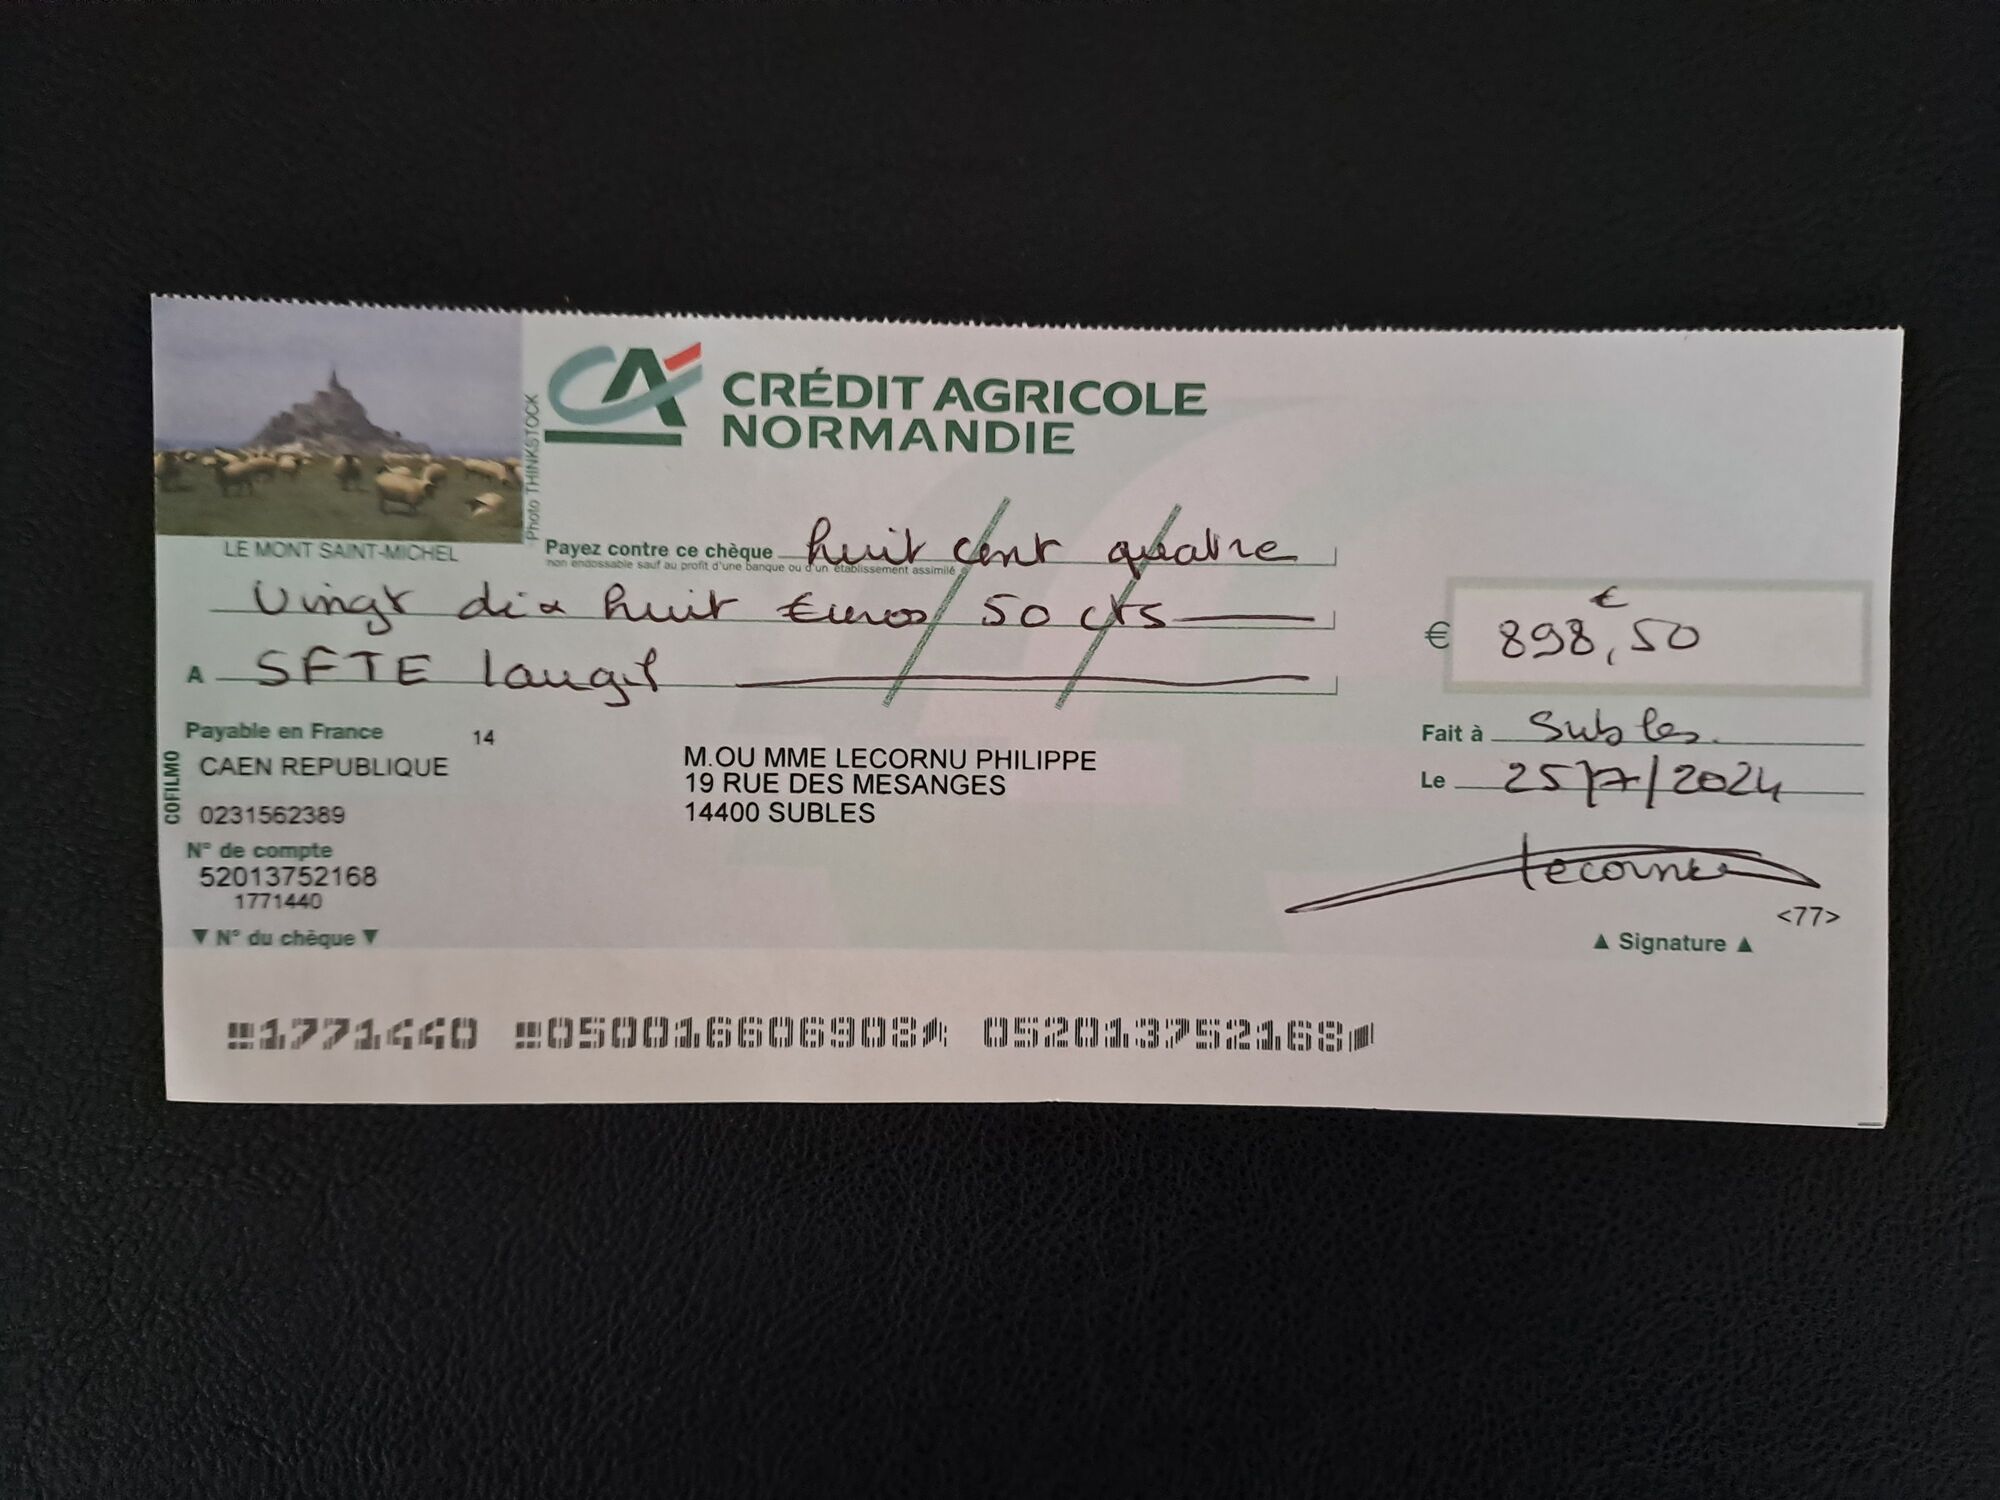 CRÉDIT AGRICOLE
NORMANDIE
Photo THINKSTOCK
LE MONT SAINT-MICHEL
Payez contre ce chèque huit cent quatre
non endossable sauf au profit d'une banque ou d'un établissement assimilé
Vingt dix huit Euros 50 cts
€ 898,50 €
A SFTE
Payable en France 14
CAEN REPUBLIQUE
COFILMO
0231562389
N° de compte
52013752168
1771440
▼ N° du chèque ▼
M.OU MME LECORNU PHILIPPE
19 RUE DES MESANGES
14400 SUBLES
Fait à Subles
Le 25/7/2024
Lecornu
<77>
▲ Signature ▲
1771440 050016606908 052013752168